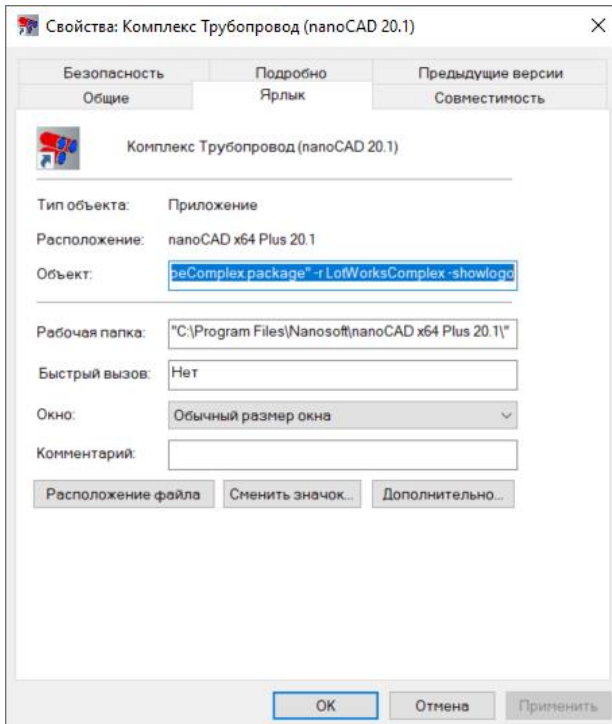 Свойства: Комплекс Трубопровод (nanoCAD 20.1)
Безопасность Подробно Предыдущие версии
Общие Ярлык Совместимость
Комплекс Трубопровод (nanoCAD 20.1)
Тип объекта: Приложение
Расположение: nanoCAD x64 Plus 20.1
Объект: peComplex.package" -r LotWorksComplex -showlogo
Рабочая папка: "C:\Program Files\Nanosoft\nanoCAD x64 Plus 20.1\"
Быстрый вызов: Нет
Окно: Обычный размер окна
Комментарий:
Расположение файла Сменить значок... Дополнительно...
OK Отмена Применить